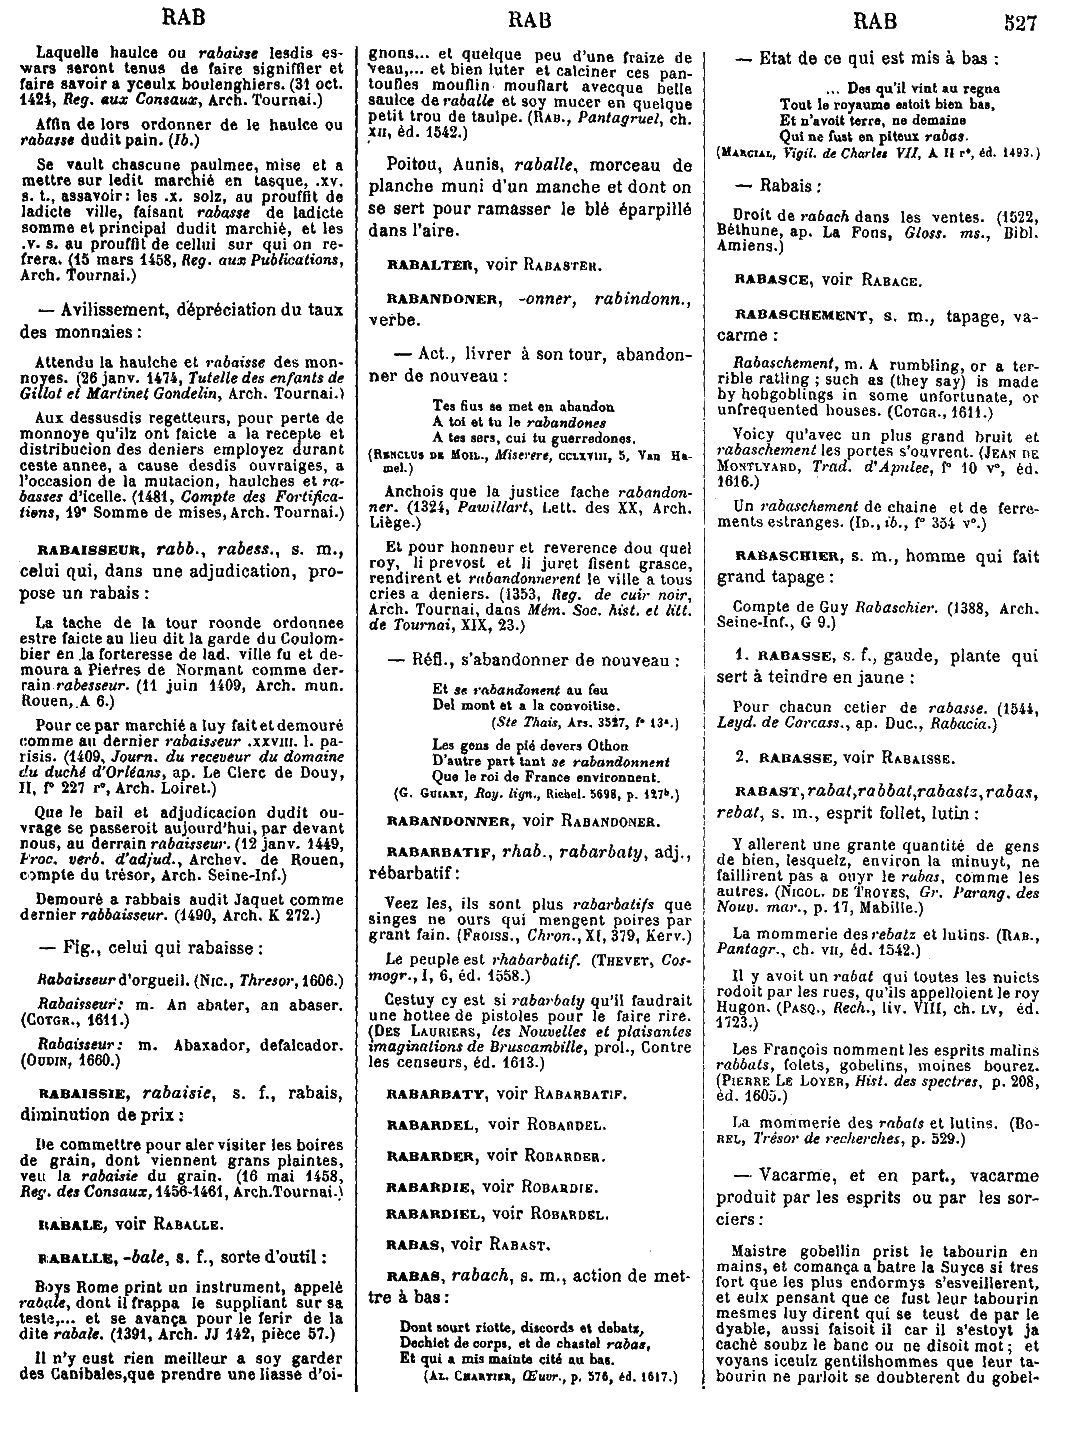 RAB
RAB
RAB 527
Laquelle haulce ou rabaisse lesdis es-
wars seront tenus de faire signiffier et
faire savoir a yceulx boulenghiers. (31 oct.
1424, Reg. aux Consaux, Arch. Tournai.)
Affin de lors ordonner de le haulce ou
rabasse dudit pain. (Ib.)
Se vault chascune paulmee, mise et a
mettre sur ledit marchié en tasque, .xv.
s. t., assavoir: les .x. solz, au prouffit de
ladicte ville, faisant rabasse de ladicte
somme et principal dudit marchié, et les
.v. s. au prouffit de cellui sur qui on re-
frera. (15 mars 1458, Reg. aux Publications,
Arch. Tournai.)
— Avilissement, dépréciation du taux
des monnaies :
Attendu la haulche et rabaisse des mon-
noyes. (26 janv. 1474, Tutelle des enfants de
Gillot et Martinet Gondelin, Arch. Tournai.)
Aux dessusdis regetteurs, pour perte de
monnoye qu'ilz ont faicte a la recepte et
distribucion des deniers employez durant
ceste annee, a cause desdis ouvraiges, a
l'occasion de la mutacion, haulches et ra-
basses d'icelle. (1481, Compte des Fortifica-
tions, 19e Somme de mises, Arch. Tournai.)
RABAISSEUR, rabb., rabess., s. m.,
celui qui, dans une adjudication, pro-
pose un rabais :
La tache de la tour roonde ordonnee
estre faicte au lieu dit la garde du Coulom-
bier en la forteresse de lad. ville fu et de-
moura a Pierres de Normant comme der-
rain rabesseur. (11 juin 1409, Arch. mun.
Rouen, A 6.)
Pour ce par marchié a luy fait et demouré
comme au dernier rabaisseur .xxviii. l. pa-
risis. (1409, Journ. du receveur du domaine
du duché d'Orléans, ap. Le Clerc de Douy,
II, f° 227 r°, Arch. Loiret.)
Que le bail et adjudicacion dudit ou-
vrage se passeroit aujourd'hui, par devant
nous, au derrain rabaisseur. (12 janv. 1449,
Proc. verb. d'adjud., Archev. de Rouen,
compte du trésor, Arch. Seine-Inf.)
Demouré a rabbais audit Jaquet comme
dernier rabbaisseur. (1490, Arch. K 272.)
— Fig., celui qui rabaisse :
Rabaisseur d'orgueil. (Nic., Thresor, 1606.)
Rabaisseur: m. An abater, an abaser.
(Cotgr., 1611.)
Rabaisseur: m. Abaxador, defalcador.
(Oudin, 1660.)
RABAISSIE, rabaisie, s. f., rabais,
diminution de prix :
De commettre pour aler visiter les boires
de grain, dont viennent grans plaintes,
veu la rabaisie du grain. (16 mai 1458,
Reg. des Consaux, 1456-1461, Arch. Tournai.)
RABALE, voir Raballe.
RABALLE, -bale, s. f., sorte d'outil :
Boys Rome print un instrument, appelé
rabale, dont il frappa le suppliant sur sa
teste,... et se avança pour le ferir de la
dite rabale. (1391, Arch. JJ 142, pièce 57.)
Il n'y eust rien meilleur a soy garder
des Canibales, que prendre une liasse d'oi-
gnons... et quelque peu d'une fraize de
veau,... et bien luter et calciner ces pan-
toufles mouflin mouflart avecque belle
saulce de raballe et soy mucer en quelque
petit trou de taulpe. (Rab., Pantagruel, ch.
xii, éd. 1542.)
Poitou, Aunis, raballe, morceau de
planche muni d'un manche et dont on
se sert pour ramasser le blé éparpillé
dans l'aire.
RABALTER, voir Rabaster.
RABANDONER, -onner, rabindonn.,
verbe.
— Act., livrer à son tour, abandon-
ner de nouveau :
Tes fius se met en abandon
A toi et tu le rabandones
A tes sers, cui tu guerredones.
(Renclus de Moil., Miserere, cclxviii, 5, Van Ha-
mel.)
Anchois que la justice fache rabandon-
ner. (1324, Pawillart, Lett. des XX, Arch.
Liège.)
Et pour honneur et reverence dou quel
roy, li prevost et li juret fisent grasce,
rendirent et rabandonnerent le ville a tous
cries a deniers. (1353, Reg. de cuir noir,
Arch. Tournai, dans Mém. Soc. hist. et litt.
de Tournai, XIX, 23.)
— Réfl., s'abandonner de nouveau :
Et se rabandonent au feu
Del mont et a la convoitise.
(Ste Thais, Ars. 3527, f° 13a.)
Les gens de pié devers Othon
D'autre part tant se rabandonnent
Que le roi de France environnent.
(G. Guiart, Roy. lign., Richel. 5698, p. 127b.)
RABANDONNER, voir Rabandoner.
RABARBATIF, rhab., rabarbaty, adj.,
rébarbatif :
Veez les, ils sont plus rabarbatifs que
singes ne ours qui mengent poires par
grant fain. (Froiss., Chron., XI, 379, Kerv.)
Le peuple est rhabarbatif. (Thevet, Cos-
mogr., I, 6, éd. 1558.)
Cestuy cy est si rabarbaty qu'il faudrait
une hottee de pistoles pour le faire rire.
(Des Lauriers, les Nouvelles et plaisantes
imaginations de Bruscambille, prol., Contre
les censeurs, éd. 1613.)
RABARBATY, voir Rabarbatif.
RABARDEL, voir Robardel.
RABARDER, voir Robarder.
RABARDIE, voir Robardie.
RABARDIEL, voir Robardel.
RABAS, voir Rabast.
RABAS, rabach, s. m., action de met-
tre à bas :
Dont sourt riotte, discords et debatz,
Dechiet de corps, et de chastel rabas,
Et qui a mis mainte cité au bas.
(Al. Chartier, Œuvr., p. 576, éd. 1617.)
— Etat de ce qui est mis à bas :
... Des qu'il vint au regne
Tout le royaume estoit bien bas,
Et n'avoit terre, ne domaine
Qui ne fust en piteux rabas.
(Marcial, Vigil. de Charles VII, A II r°, éd. 1493.)
— Rabais :
Droit de rabach dans les ventes. (1522,
Béthune, ap. La Fons, Gloss. ms., Bibl.
Amiens.)
RABASCE, voir Rabace.
RABASCHEMENT, s. m., tapage, va-
carme :
Rabaschement, m. A rumbling, or a ter-
rible ratling ; such as (they say) is made
by hobgoblings in some unfortunate, or
unfrequented houses. (Cotgr., 1611.)
Voicy qu'avec un plus grand bruit et
rabaschement les portes s'ouvrent. (Jean de
Montlyard, Trad. d'Apulee, f° 10 v°, éd.
1616.)
Un rabaschement de chaine et de ferre-
ments estranges. (Id., ib., f° 354 v°.)
RABASCHIER, s. m., homme qui fait
grand tapage :
Compte de Guy Rabaschier. (1388, Arch.
Seine-Inf., G 9.)
1. RABASSE, s. f., gaude, plante qui
sert à teindre en jaune :
Pour chacun cetier de rabasse. (1544,
Leyd. de Carcass., ap. Duc., Rabacia.)
2. RABASSE, voir Rabaisse.
RABAST, rabat, rabbat, rabastz, rabas,
rebat, s. m., esprit follet, lutin :
Y allerent une grante quantité de gens
de bien, lesquelz, environ la minuyt, ne
faillirent pas a ouyr le rabas, comme les
autres. (Nicol. de Troyes, Gr. Parang. des
Nouv. mar., p. 17, Mabille.)
La mommerie des rebatz et lutins. (Rab.,
Pantagr., ch. vii, éd. 1542.)
Il y avoit un rabat qui toutes les nuicts
rodoit par les rues, qu'ils appelloient le roy
Hugon. (Pasq., Rech., liv. VIII, ch. lv, éd.
1723.)
Les François nomment les esprits malins
rabbats, folets, gobelins, moines bourez.
(Pierre Le Loyer, Hist. des spectres, p. 208,
éd. 1605.)
La mommerie des rabats et lutins. (Bo-
rel, Trésor de recherches, p. 529.)
— Vacarme, et en part., vacarme
produit par les esprits ou par les sor-
ciers :
Maistre gobellin prist le tabourin en
mains, et comança a batre la Suyce si tres
fort que les plus endormys s'esveillerent,
et eulx pensant que ce fust leur tabourin
mesmes luy dirent qui se teust de par le
dyable, aussi faisoit il car il s'estoyt ja
caché soubz le banc ou ne disoit mot ; et
voyans iceulz gentilshommes que leur ta-
bourin ne parloit se doubterent du gobel-